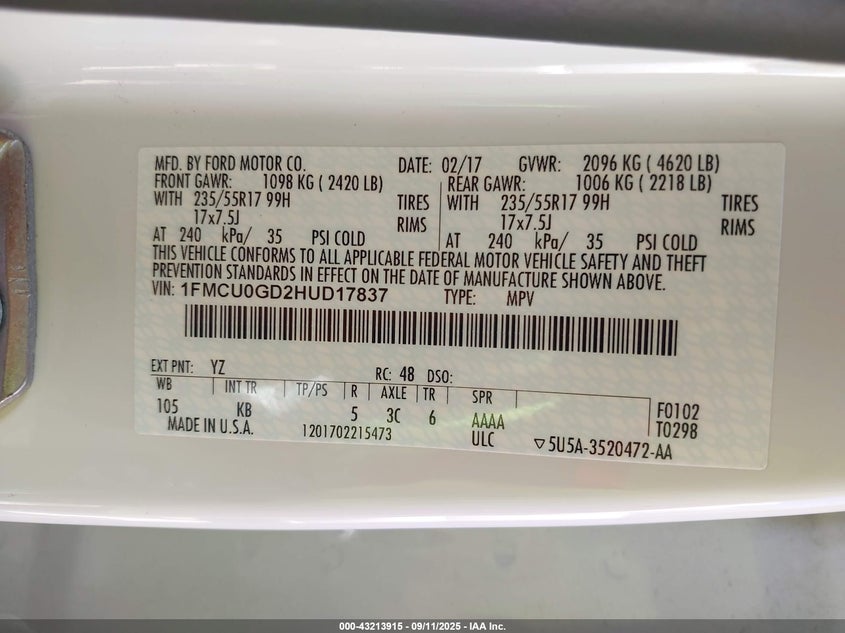 MFD. BY FORD MOTOR CO. DATE: 02/17 GVWR: 2096 KG ( 4620 LB)
FRONT GAWR: 1098 KG ( 2420 LB) REAR GAWR: 1006 KG ( 2218 LB)
WITH 235/55R17 99H TIRES WITH 235/55R17 99H TIRES
17x7.5J RIMS 17x7.5J RIMS
AT 240 kPa/ 35 PSI COLD AT 240 kPa/ 35 PSI COLD
THIS VEHICLE CONFORMS TO ALL APPLICABLE FEDERAL MOTOR VEHICLE SAFETY AND THEFT
PREVENTION STANDARDS IN EFFECT ON THE DATE OF MANUFACTURE SHOWN ABOVE.
VIN: 1FMCU0GD2HUD17837 TYPE: MPV
EXT PNT: YZ RC: 48 DSO:
WB INT TR TP/PS R AXLE TR SPR
105 KB 5 3C 6 AAAA F0102
MADE IN U.S.A. 1201702215473 ULC T0298
▽5U5A-3520472-AA
000-43213915 - 09/11/2025 - IAA Inc.